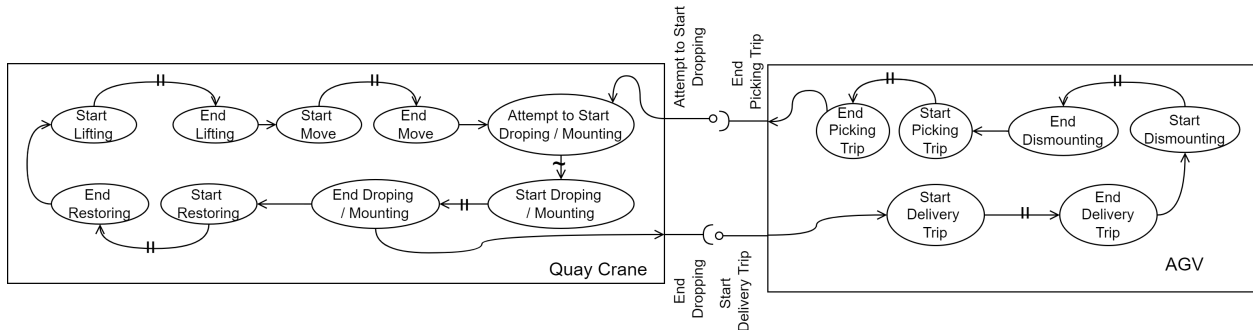 Start
Lifting
End
Lifting
Start
Move
End
Move
Attempt to Start
Droping / Mounting
End
Restoring
Start
Restoring
End Droping
/ Mounting
Start Droping
/ Mounting
Quay Crane
Attempt to Start
Dropping
End
Picking Trip
End
Dropping
Start
Delivery Trip
End
Picking
Trip
Start
Picking
Trip
End
Dismounting
Start
Dismounting
Start
Delivery
Trip
End
Delivery
Trip
AGV